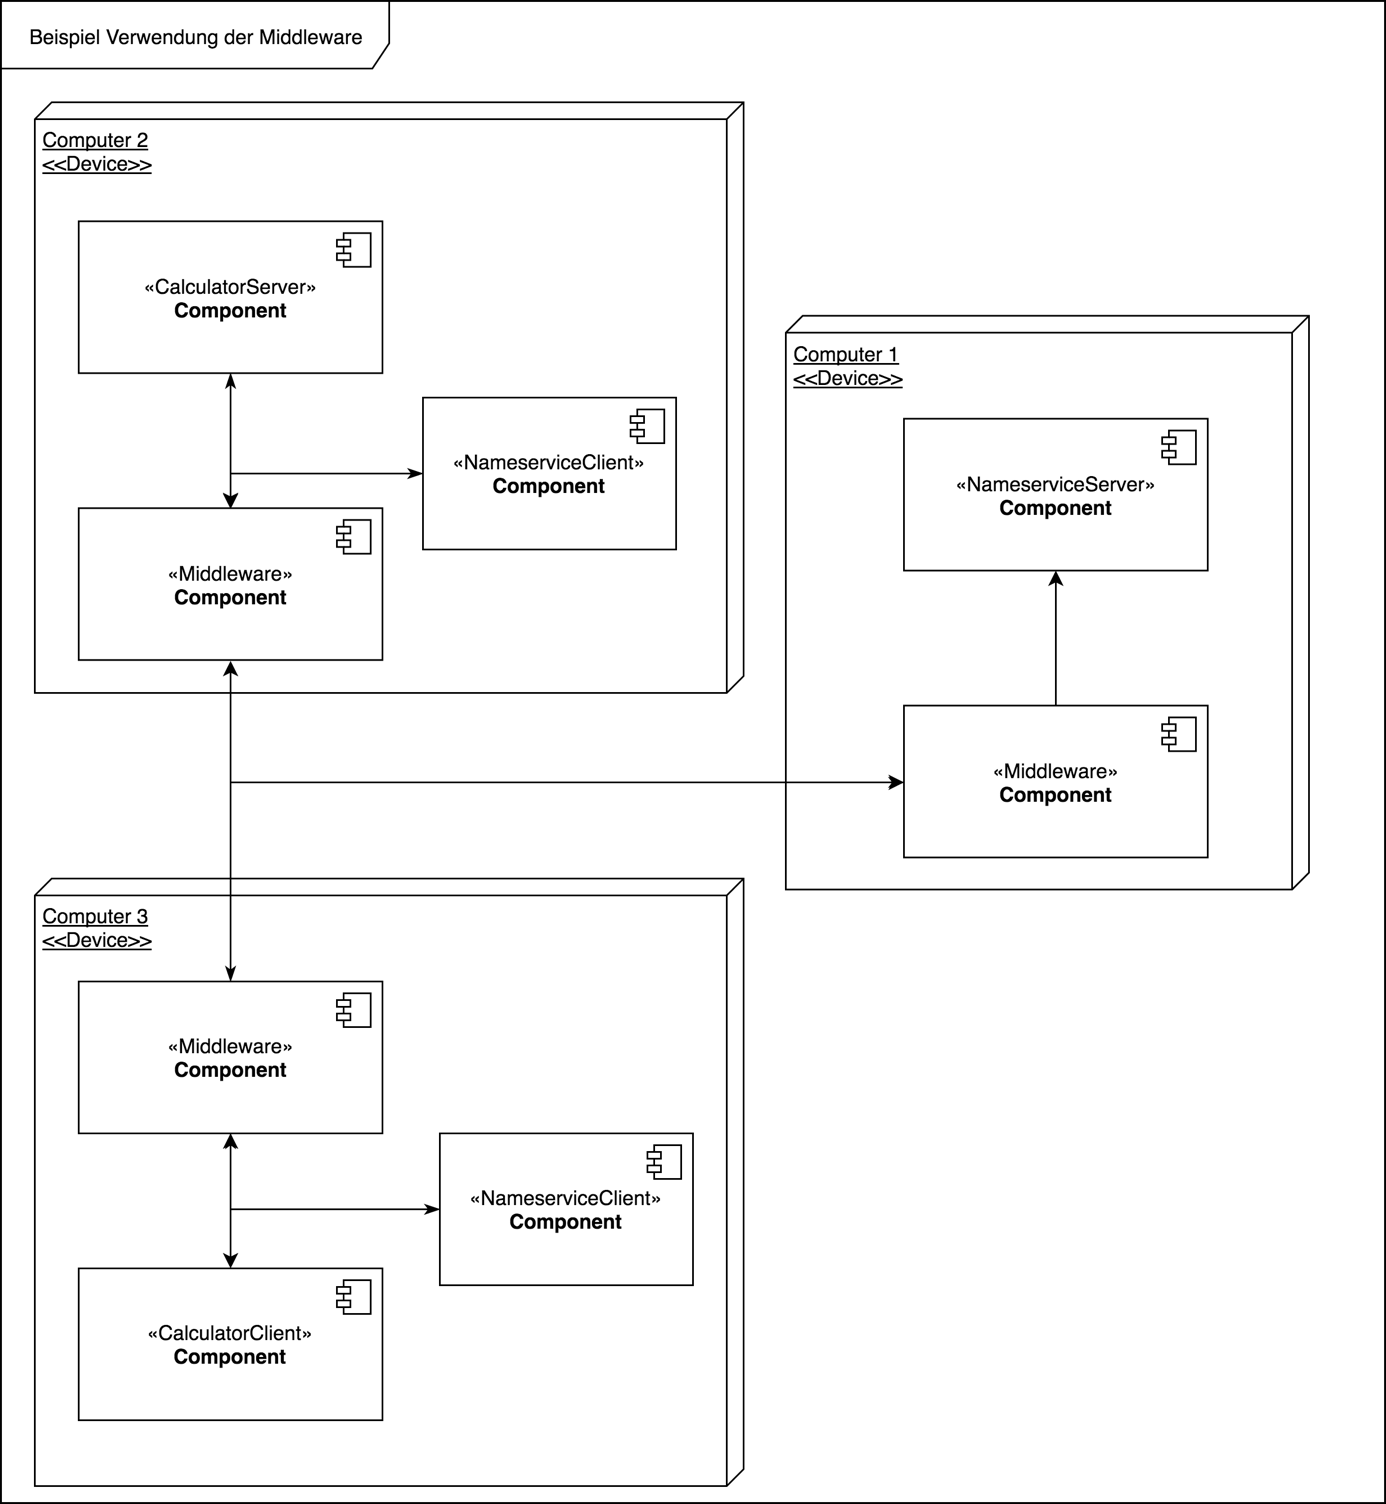 Beispiel Verwendung der Middleware
Computer 2
<<Device>>
«CalculatorServer»
Component
«NameserviceClient»
Component
«Middleware»
Component
Computer 1
<<Device>>
«NameserviceServer»
Component
«Middleware»
Component
Computer 3
<<Device>>
«Middleware»
Component
«NameserviceClient»
Component
«CalculatorClient»
Component